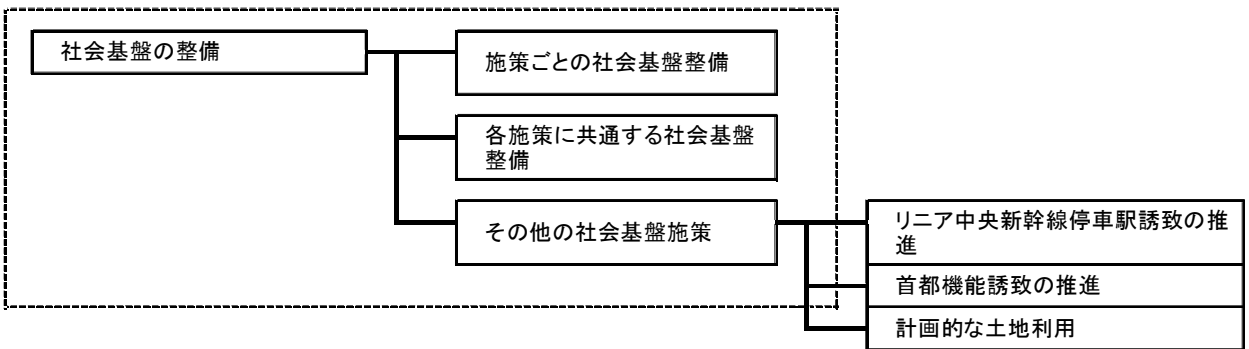 社会基盤の整備
施策ごとの社会基盤整備
各施策に共通する社会基盤
整備
その他の社会基盤施策
リニア中央新幹線停車駅誘致の推
進
首都機能誘致の推進
計画的な土地利用